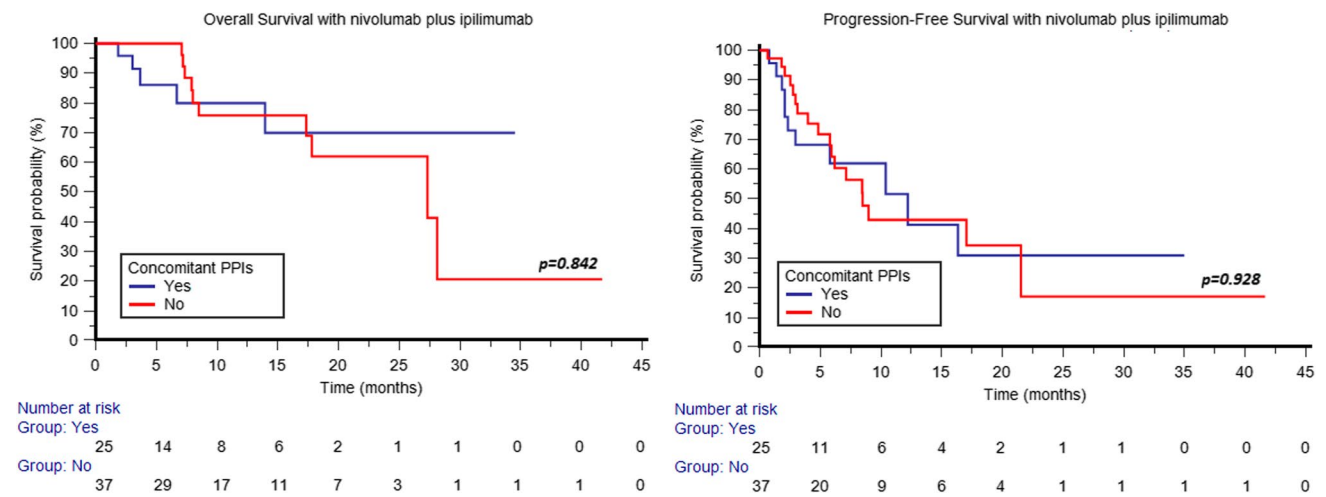 Overall Survival with nivolumab plus ipilimumab
100
90
80
70
60
50
40
30
20
10
0
Survival probability (%)
Concomitant PPIs
Yes
No
p=0.842
0 5 10 15 20 25 30 35 40 45
Time (months)
Number at risk
Group: Yes
25 14 8 6 2 1 1 0 0 0
Group: No
37 29 17 11 7 3 1 1 1 0
Progression-Free Survival with nivolumab plus ipilimumab
100
90
80
70
60
50
40
30
20
10
0
Survival probability (%)
Concomitant PPIs
Yes
No
p=0.928
0 5 10 15 20 25 30 35 40 45
Time (months)
Number at risk
Group: Yes
25 11 6 4 2 1 1 0 0 0
Group: No
37 20 9 6 4 1 1 1 1 0